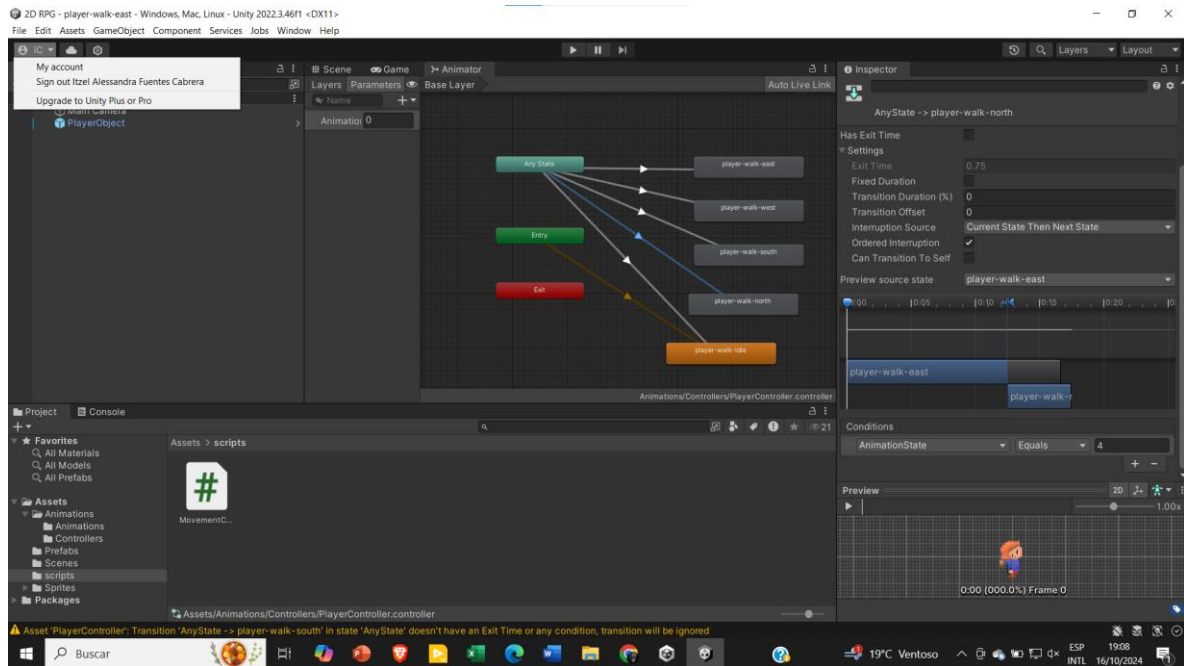 2D RPG - player-walk-east - Windows, Mac, Linux - Unity 2022.3.46f1 <DX11>
File Edit Assets GameObject Component Services Jobs Window Help
IC
Layers Layout
My account
Sign out Itzel Alessandra Fuentes Cabrera
Upgrade to Unity Plus or Pro
Main Camera
PlayerObject
Scene Game Animator
Layers Parameters Base Layer Auto Live Link
Name
Animatio 0
Any State
Entry
Exit
player-walk-east
player-walk-west
player-walk-south
player-walk-north
player-walk-idle
Animations/Controllers/PlayerController.controller
Inspector
AnyState -> player-walk-north
Has Exit Time
Settings
Exit Time 0.75
Fixed Duration
Transition Duration (%) 0
Transition Offset 0
Interruption Source Current State Then Next State
Ordered Interruption
Can Transition To Self
Preview source state player-walk-east
0:00 0:05 0:10 0:15 0:20
player-walk-east
player-walk-r
Conditions
AnimationState Equals 4
+ -
Preview 2D
1.00x
0:00 (000.0%) Frame 0
Project Console
21
Favorites
All Materials
All Models
All Prefabs
Assets
Animations
Animations
Controllers
Prefabs
Scenes
scripts
Sprites
Packages
Assets > scripts
#
MovementC...
Assets/Animations/Controllers/PlayerController.controller
Asset 'PlayerController': Transition 'AnyState -> player-walk-south' in state 'AnyState' doesn't have an Exit Time or any condition, transition will be ignored
Buscar
19°C Ventoso
ESP
INTL
19:08
16/10/2024